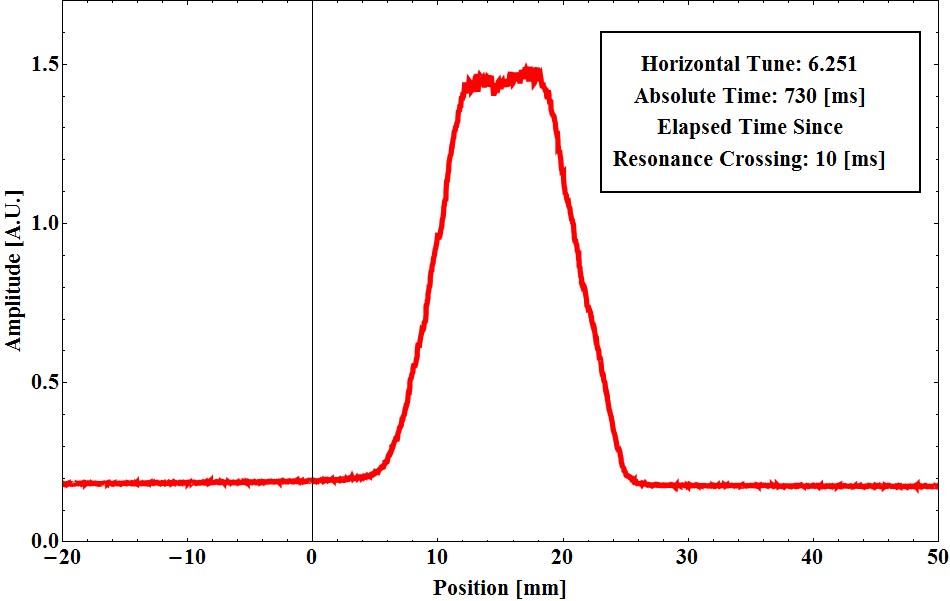 1.5
1.0
0.5
0.0
Amplitude [A.U.]
Horizontal Tune: 6.251
Absolute Time: 730 [ms]
Elapsed Time Since
Resonance Crossing: 10 [ms]
−20 −10 0 10 20 30 40 50
Position [mm]